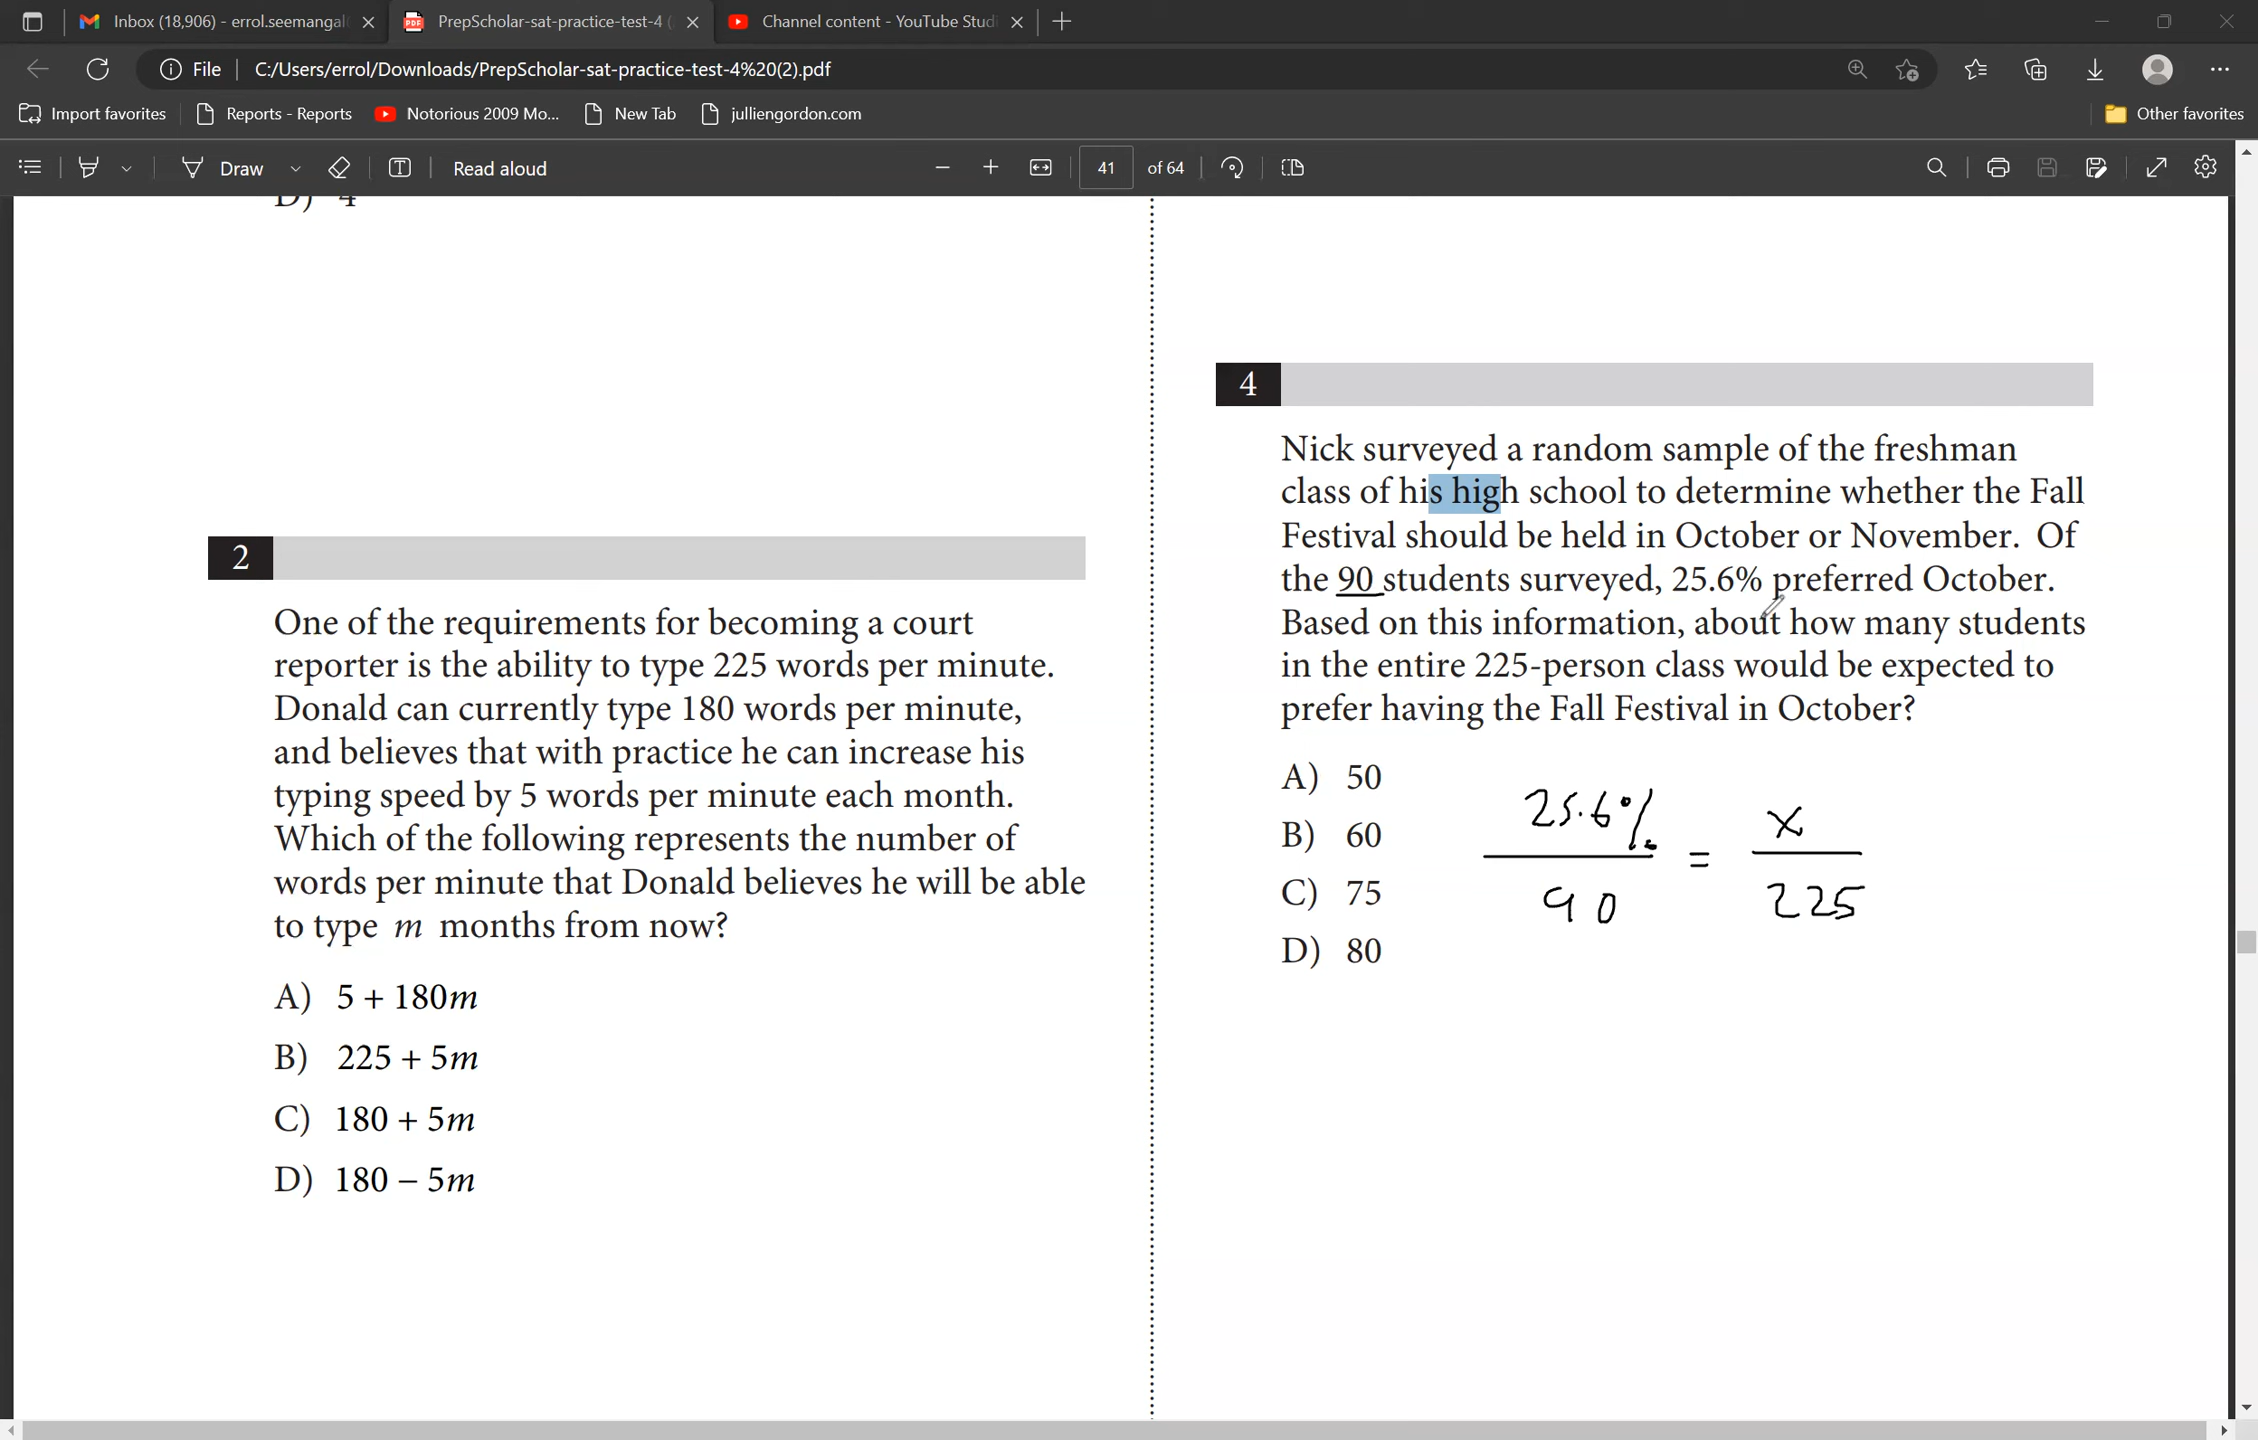 Inbox (18,906) - errol.seemangal
PrepScholar-sat-practice-test-4 (
Channel content - YouTube Studi
File
C:/Users/errol/Downloads/PrepScholar-sat-practice-test-4%20(2).pdf
Import favorites
Reports - Reports
Notorious 2009 Mo...
New Tab
julliengordon.com
Other favorites
Draw
Read aloud
41 of 64
D) 4
2
One of the requirements for becoming a court
reporter is the ability to type 225 words per minute.
Donald can currently type 180 words per minute,
and believes that with practice he can increase his
typing speed by 5 words per minute each month.
Which of the following represents the number of
words per minute that Donald believes he will be able
to type m months from now?
A) 5 + 180m
B) 225 + 5m
C) 180 + 5m
D) 180 − 5m
4
Nick surveyed a random sample of the freshman
class of his high school to determine whether the Fall
Festival should be held in October or November. Of
the 90 students surveyed, 25.6% preferred October.
Based on this information, about how many students
in the entire 225-person class would be expected to
prefer having the Fall Festival in October?
A) 50
B) 60
C) 75
D) 80
25.6% = x
90 225